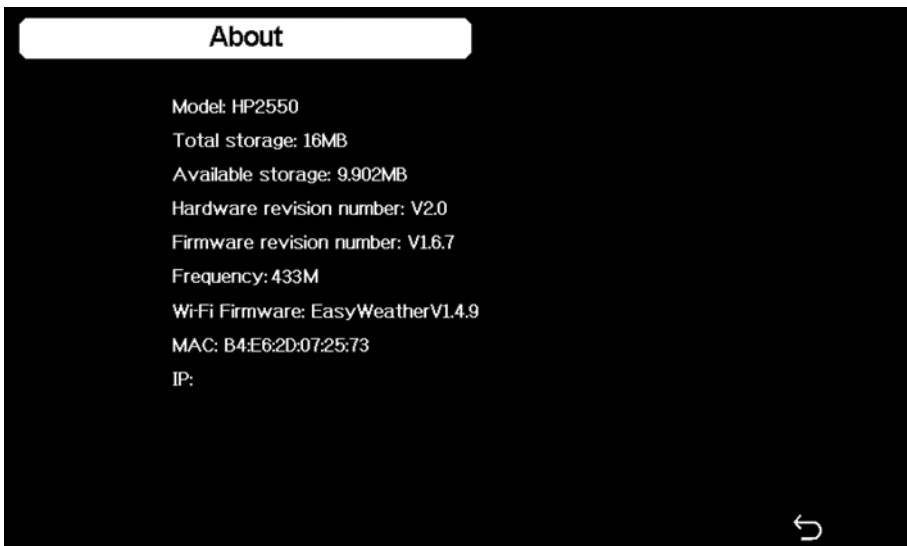 About
Model: HP2550
Total storage: 16MB
Available storage: 9.902MB
Hardware revision number: V2.0
Firmware revision number: V1.6.7
Frequency: 433M
Wi-Fi Firmware: EasyWeatherV1.4.9
MAC: B4:E6:2D:07:25:73
IP: